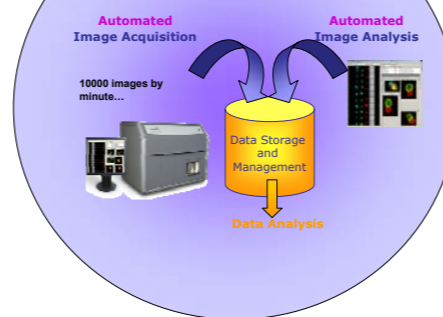 Automated
Image Acquisition
Automated
Image Analysis
10000 images by
minute…
Data Storage
and
Management
Data Analysis